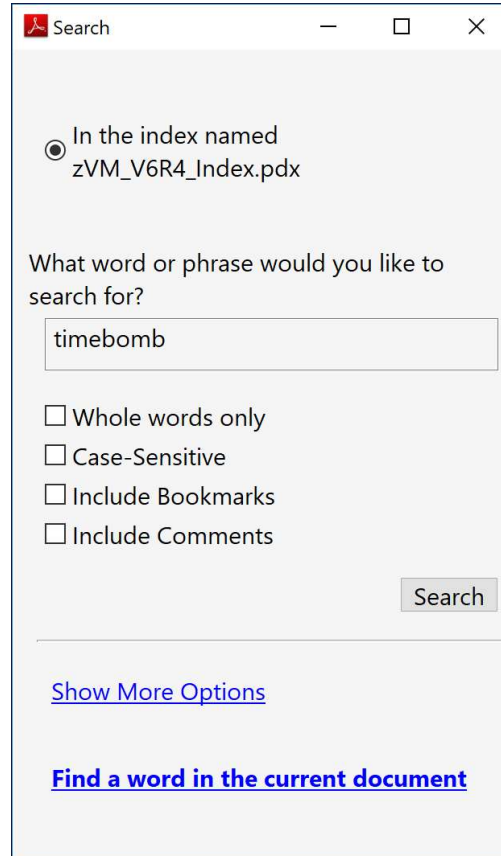 Search
In the index named
zVM_V6R4_Index.pdx
What word or phrase would you like to
search for?
timebomb
Whole words only
Case-Sensitive
Include Bookmarks
Include Comments
Search
Show More Options
Find a word in the current document